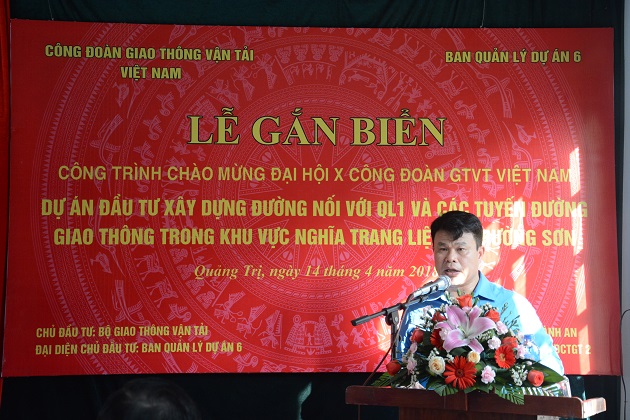 CÔNG ĐOÀN GIAO THÔNG VẬN TẢI
VIỆT NAM
BAN QUẢN LÝ DỰ ÁN 6
LỄ GẮN BIỂN
CÔNG TRÌNH CHÀO MỪNG ĐẠI HỘI X CÔNG ĐOÀN GTVT VIỆT NAM
DỰ ÁN ĐẦU TƯ XÂY DỰNG ĐƯỜNG NỐI VỚI QL1 VÀ CÁC TUYẾN ĐƯỜNG
GIAO THÔNG TRONG KHU VỰC NGHĨA TRANG SƠN
Quảng Trị, ngày 14 tháng 4 năm
CHỦ ĐẦU TƯ: BỘ GIAO THÔNG VẬN TẢI
ĐẠI DIỆN CHỦ ĐẦU TƯ: BAN QUẢN LÝ DỰ ÁN 6
AN
2